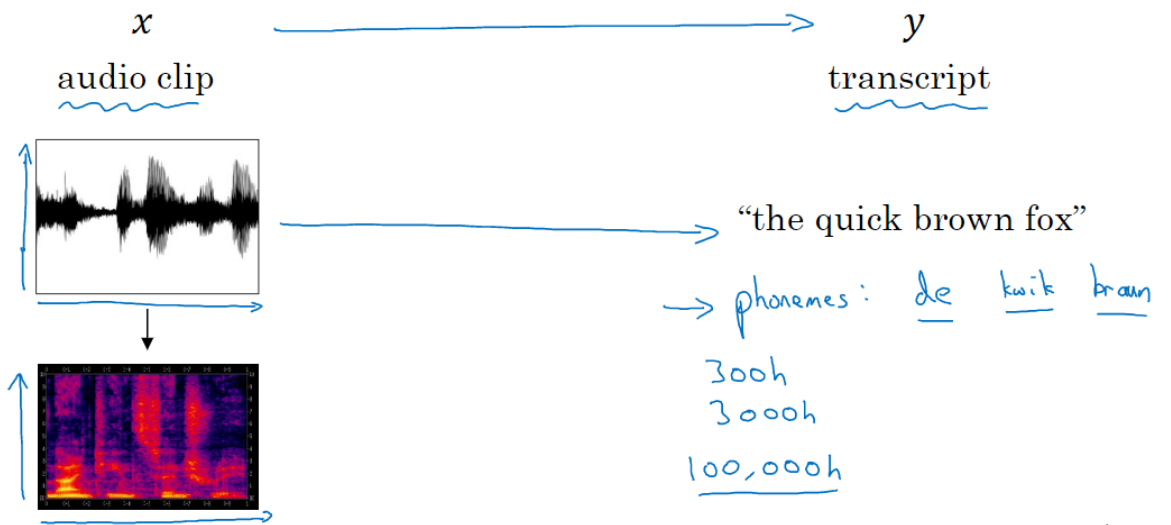 x y
audio clip transcript
"the quick brown fox"
phonemes: de kwik braun
300h
3000h
100,000h